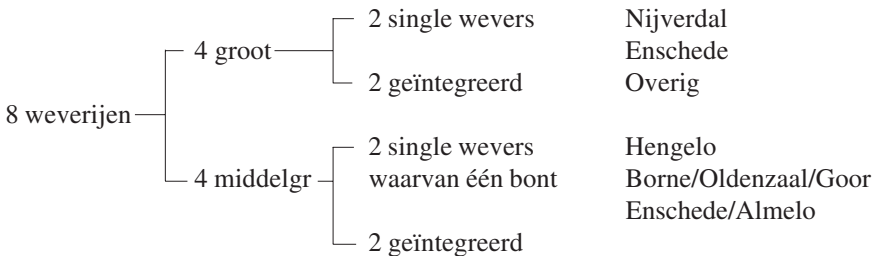 2 single wevers Nijverdal
4 groot Enschede
2 geïntegreerd Overig
8 weverijen
2 single wevers Hengelo
4 middelgr waarvan één bont Borne/Oldenzaal/Goor
Enschede/Almelo
2 geïntegreerd